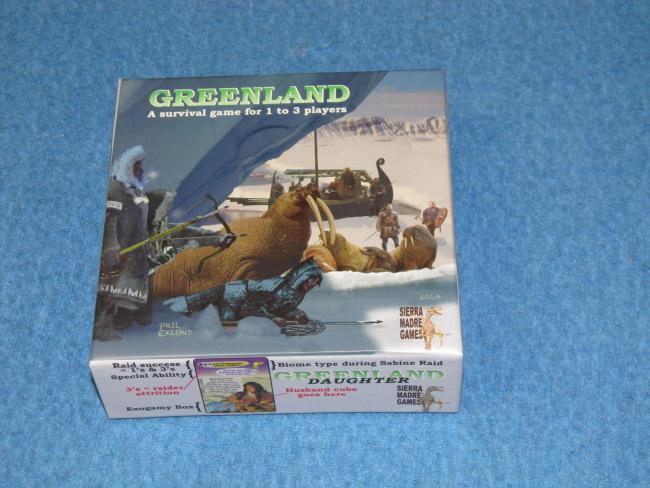 GREENLAND
A survival game for 1 to 3 players
PHIL
EKLUND
2014
SIERRA
MADRE
GAMES
Raid success
= 1's & 3's
Special Ability
3's = raider
attrition
Exogamy Box
Biome type during Sabine Raid
GREENLAND
DAUGHTER
Husband cube
goes here
SIERRA
MADRE
GAMES